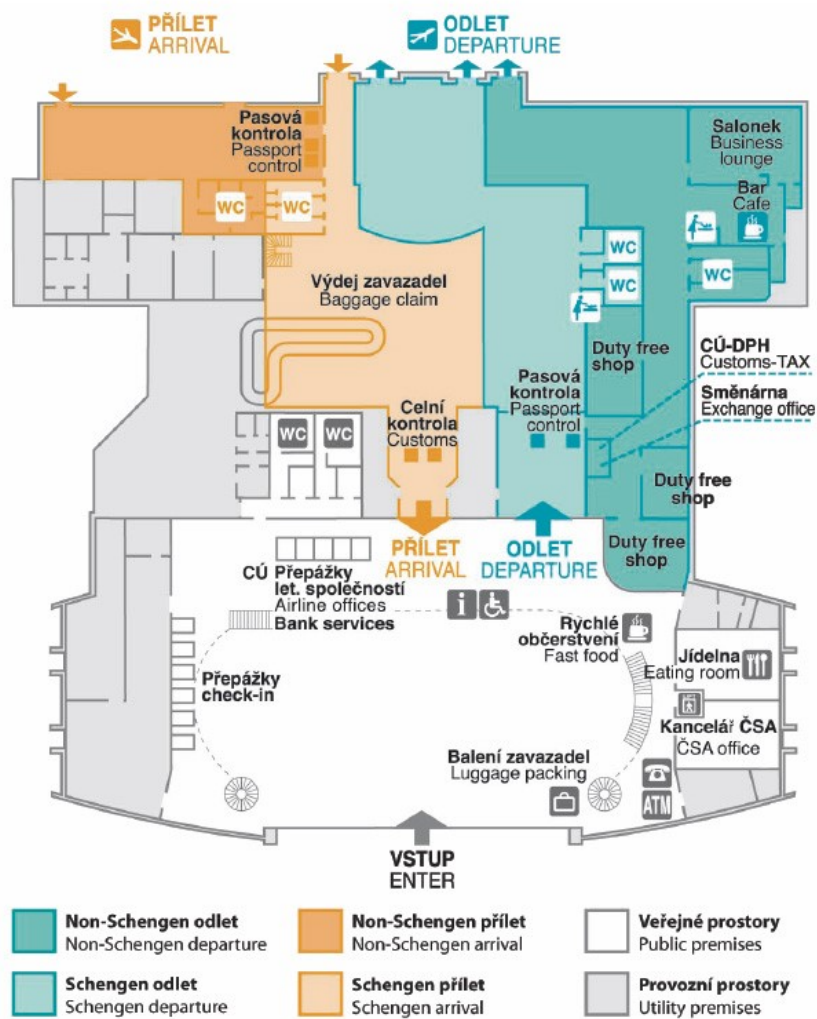 PŘÍLET
ARRIVAL
ODLET
DEPARTURE
Pasová
kontrola
Passport
control
Salonek
Business
lounge
Bar
Cafe
WC
WC
WC
WC
WC
Výdej zavazadel
Baggage claim
Duty free
shop
CÚ-DPH
Customs-TAX
Směnárna
Exchange office
Pasová
kontrola
Passport
control
Celní
kontrola
Customs
WC
WC
Duty free
shop
Duty free
shop
PŘÍLET
ARRIVAL
ODLET
DEPARTURE
CÚ Přepážky
let. společností
Airline offices
Bank services
i
Rychlé
občerstvení
Fast food
Jídelna
Eating room
Přepážky
check-in
Kancelář ČSA
ČSA office
Balení zavazadel
Luggage packing
ATM
VSTUP
ENTER
Non-Schengen odlet
Non-Schengen departure
Non-Schengen přílet
Non-Schengen arrival
Veřejné prostory
Public premises
Schengen odlet
Schengen departure
Schengen přílet
Schengen arrival
Provozní prostory
Utility premises